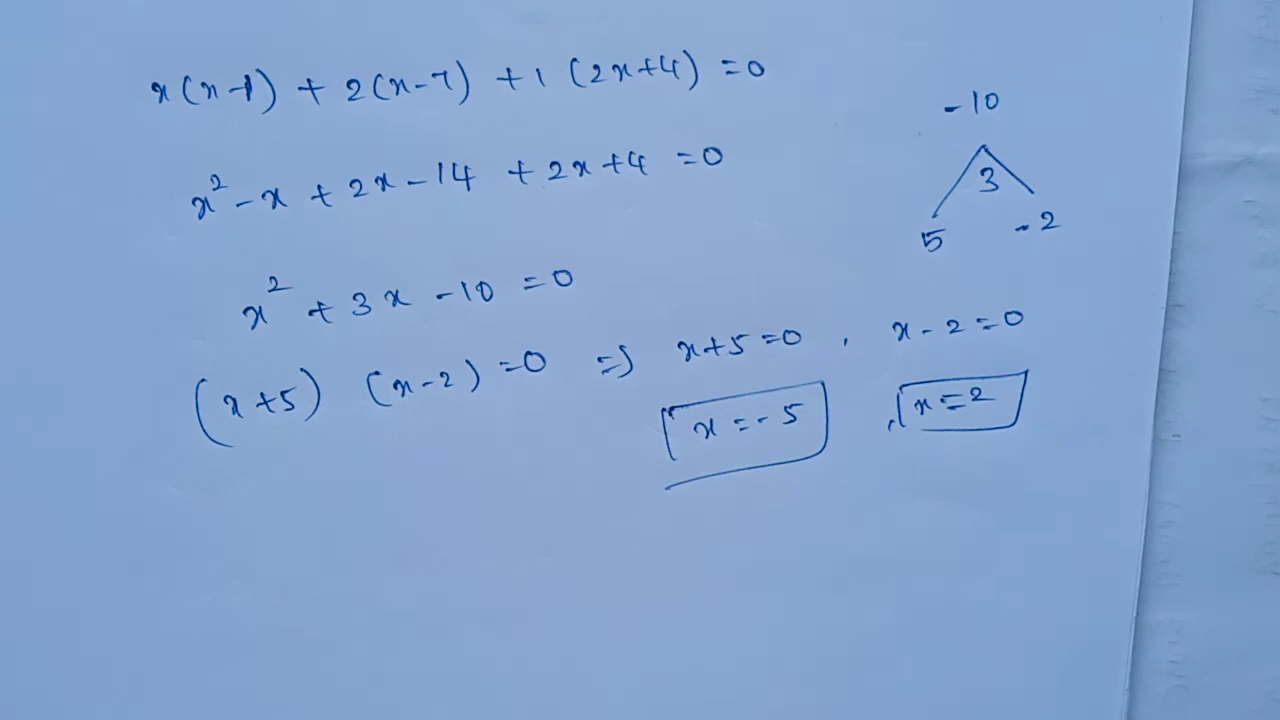 x(x-1) + 2(x-7) + 1 (2x+4) = 0
x² - x + 2x - 14 + 2x + 4 = 0
-10
3
5 -2
x² + 3x - 10 = 0
(x+5) (x-2) = 0 => x+5 = 0 , x-2 = 0
x = -5 , x = 2